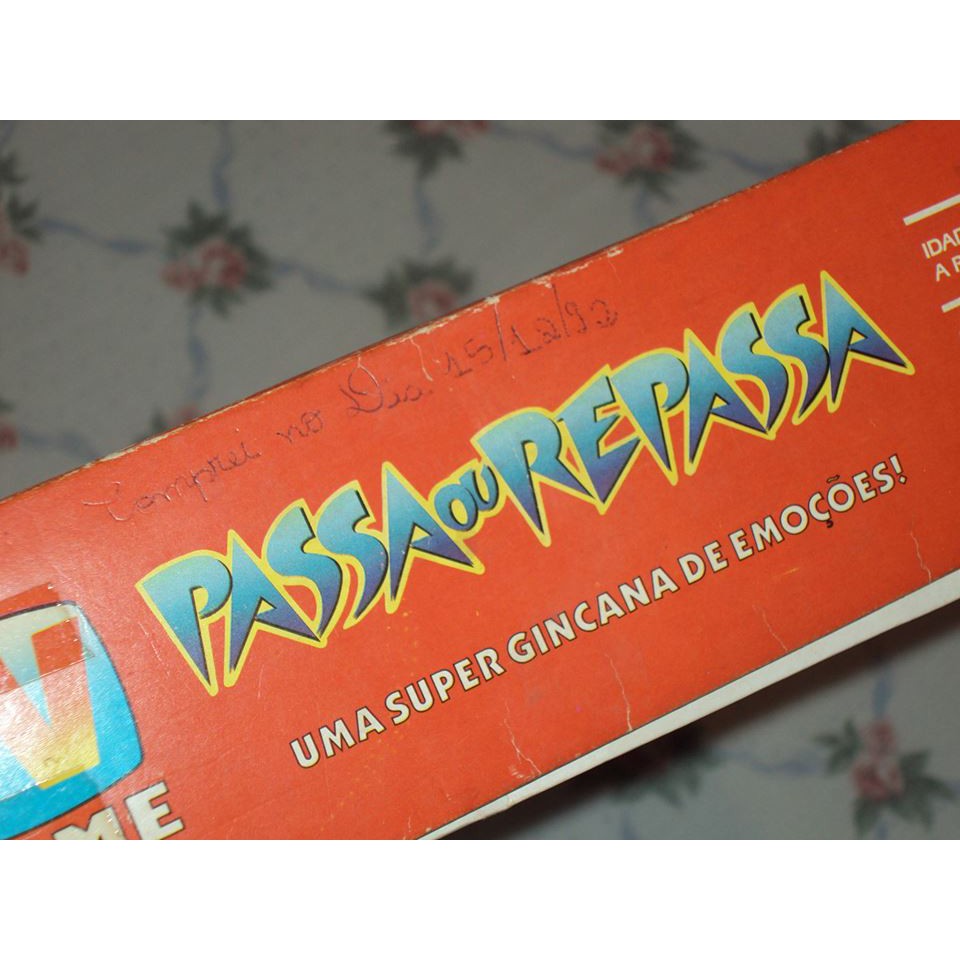 Comprei no Dia: 15/12/92
PASSA OU REPASSA
UMA SUPER GINCANA DE EMOÇÕES!